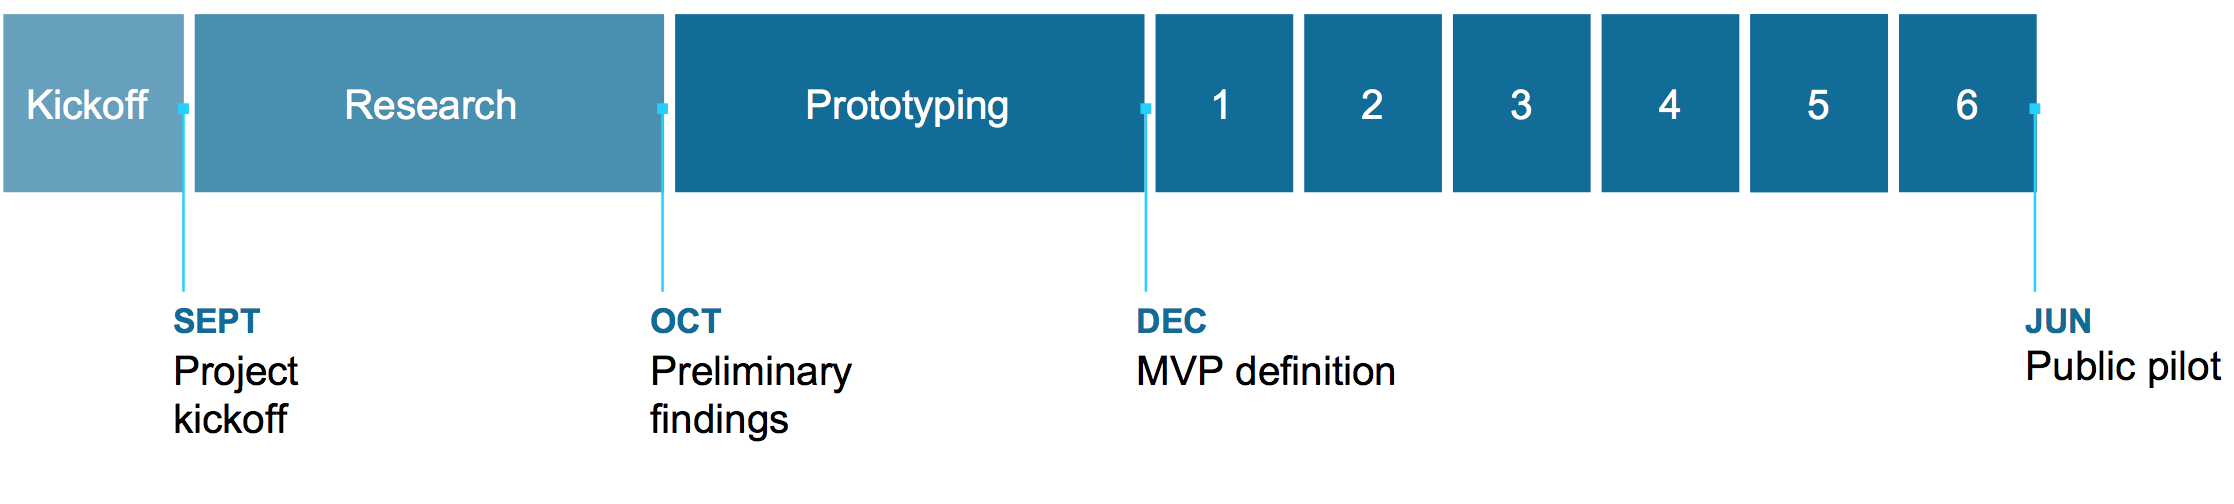 Kickoff
Research
Prototyping
1
2
3
4
5
6
SEPT
Project
kickoff
OCT
Preliminary
findings
DEC
MVP definition
JUN
Public pilot